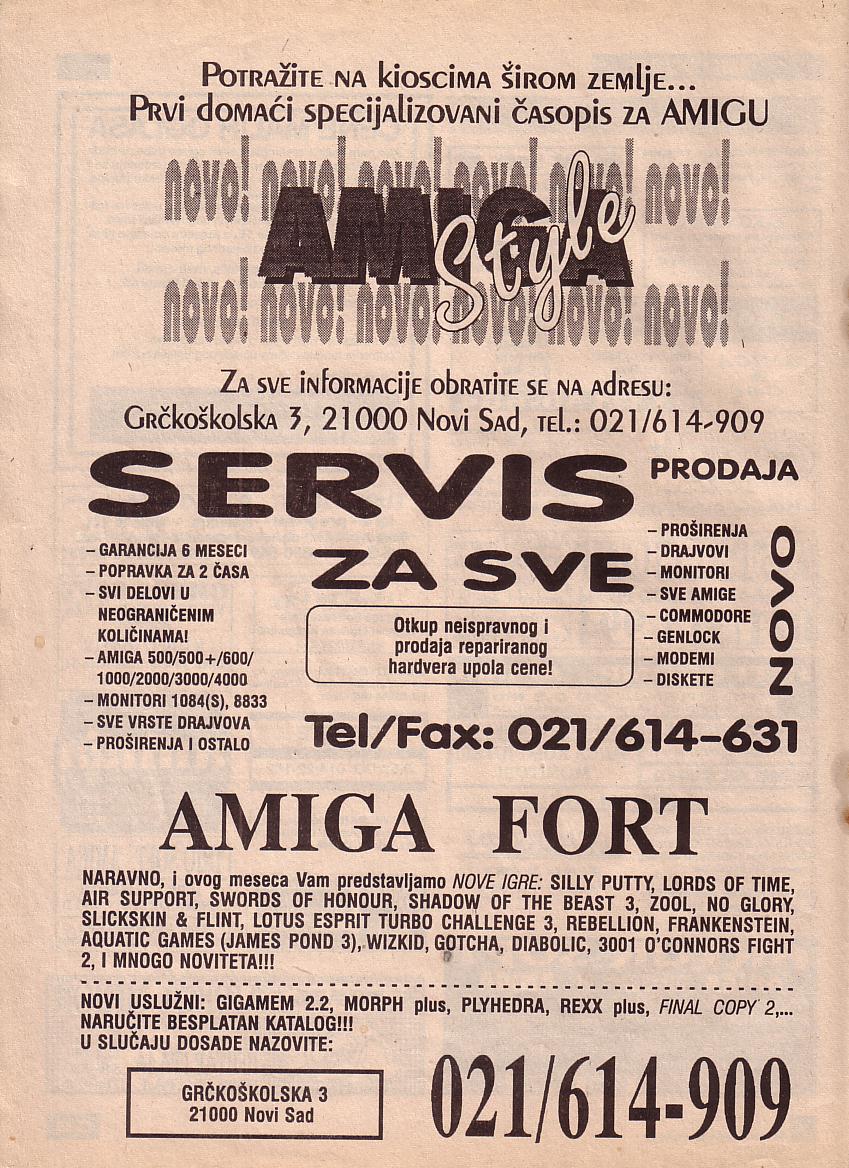 Potražite na kioscima širom zemlje...
Prvi domaći specijalizovani časopis za AMIGU
novo! novo! novo! novo! novo! novo!
AMIGA
Style
novo! novo! novo! novo! novo! novo!
Za sve informacije obratite se na adresu:
Grčkoškolska 3, 21000 Novi Sad, tel.: 021/614-909
SERVIS
ZA SVE
– GARANCIJA 6 MESECI
– POPRAVKA ZA 2 ČASA
– SVI DELOVI U
NEOGRANIČENIM
KOLIČINAMA!
– AMIGA 500/500+/600/
1000/2000/3000/4000
– MONITORI 1084(S), 8833
– SVE VRSTE DRAJVOVA
– PROŠIRENJA I OSTALO
Otkup neispravnog i
prodaja repariranog
hardvera upola cene!
PRODAJA
– PROŠIRENJA
– DRAJVOVI
– MONITORI
– SVE AMIGE
– COMMODORE
– GENLOCK
– MODEMI
– DISKETE
NOVO
Tel/Fax: 021/614-631
AMIGA FORT
NARAVNO, i ovog meseca Vam predstavljamo NOVE IGRE: SILLY PUTTY, LORDS OF TIME,
AIR SUPPORT, SWORDS OF HONOUR, SHADOW OF THE BEAST 3, ZOOL, NO GLORY,
SLICKSKIN & FLINT, LOTUS ESPRIT TURBO CHALLENGE 3, REBELLION, FRANKENSTEIN,
AQUATIC GAMES (JAMES POND 3), WIZKID, GOTCHA, DIABOLIC, 3001 O'CONNORS FIGHT
2, I MNOGO NOVITETA!!!
NOVI USLUŽNI: GIGAMEM 2.2, MORPH plus, PLYHEDRA, REXX plus, FINAL COPY 2,...
NARUČITE BESPLATAN KATALOG!!!
U SLUČAJU DOSADE NAZOVITE:
GRČKOŠKOLSKA 3
21000 Novi Sad
021/614-909